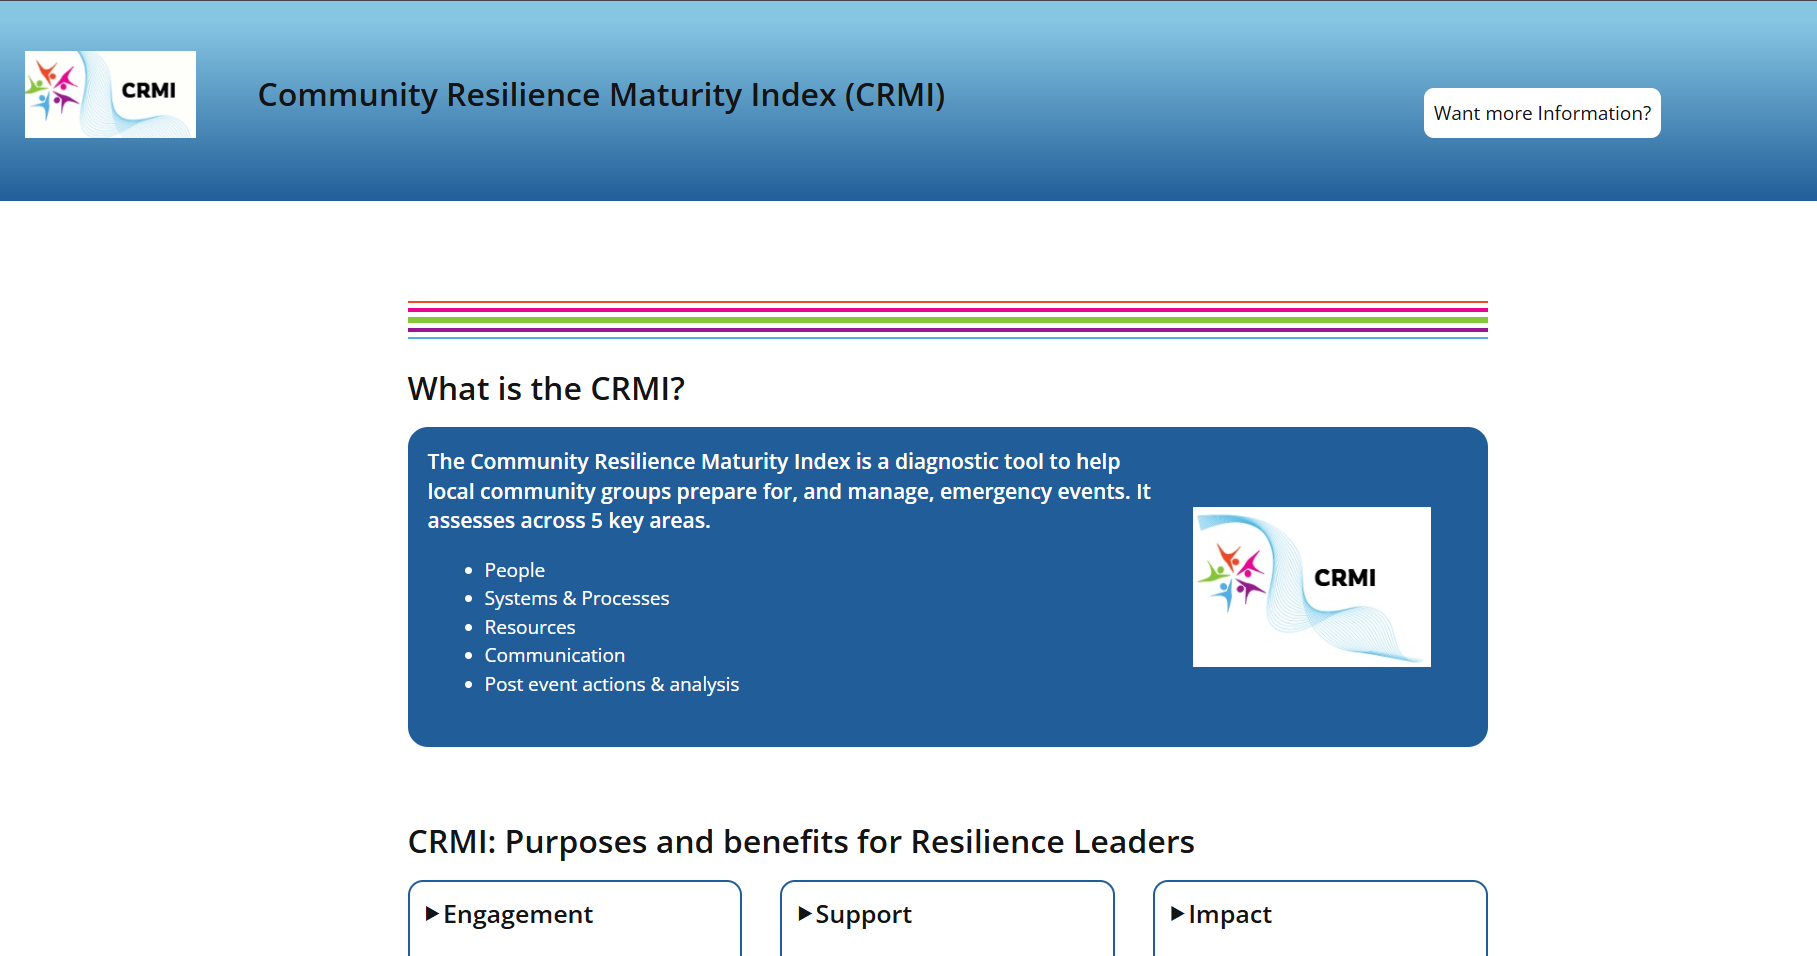 CRMI
Community Resilience Maturity Index (CRMI)
Want more Information?
What is the CRMI?
The Community Resilience Maturity Index is a diagnostic tool to help
local community groups prepare for, and manage, emergency events. It
assesses across 5 key areas.
• People
• Systems & Processes
• Resources
• Communication
• Post event actions & analysis
CRMI
CRMI: Purposes and benefits for Resilience Leaders
Engagement
Support
Impact